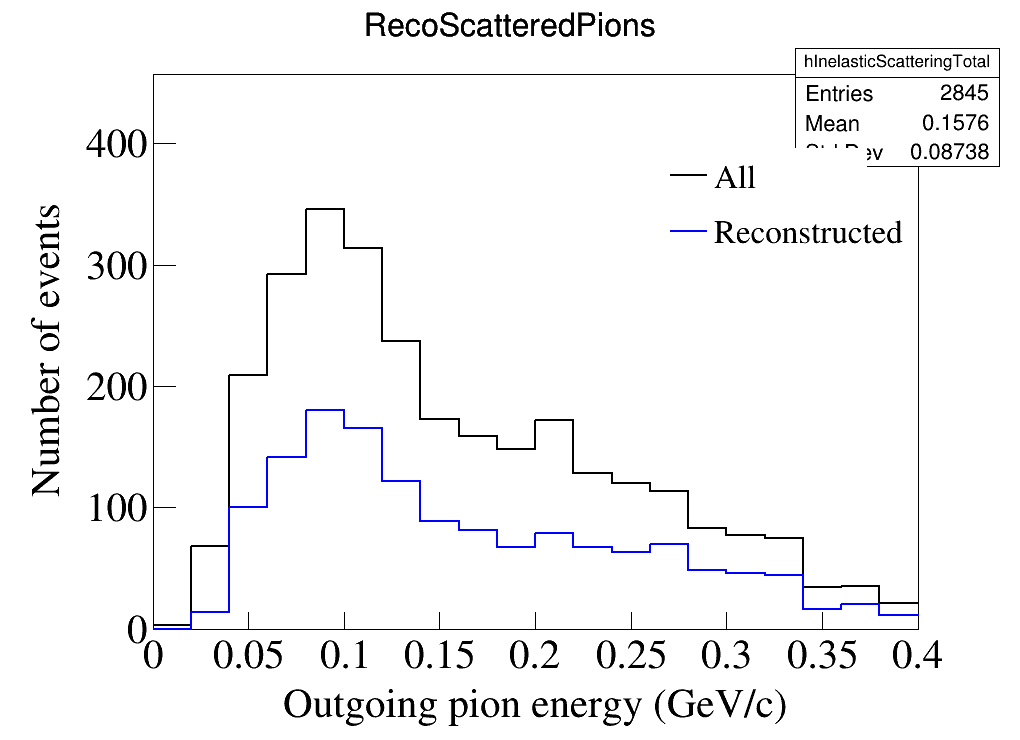 RecoScatteredPions
hInelasticScatteringTotal
Entries 2845
Mean 0.1576
0.08738
All
Reconstructed
Number of events
400
300
200
100
0
0 0.05 0.1 0.15 0.2 0.25 0.3 0.35 0.4
Outgoing pion energy (GeV/c)